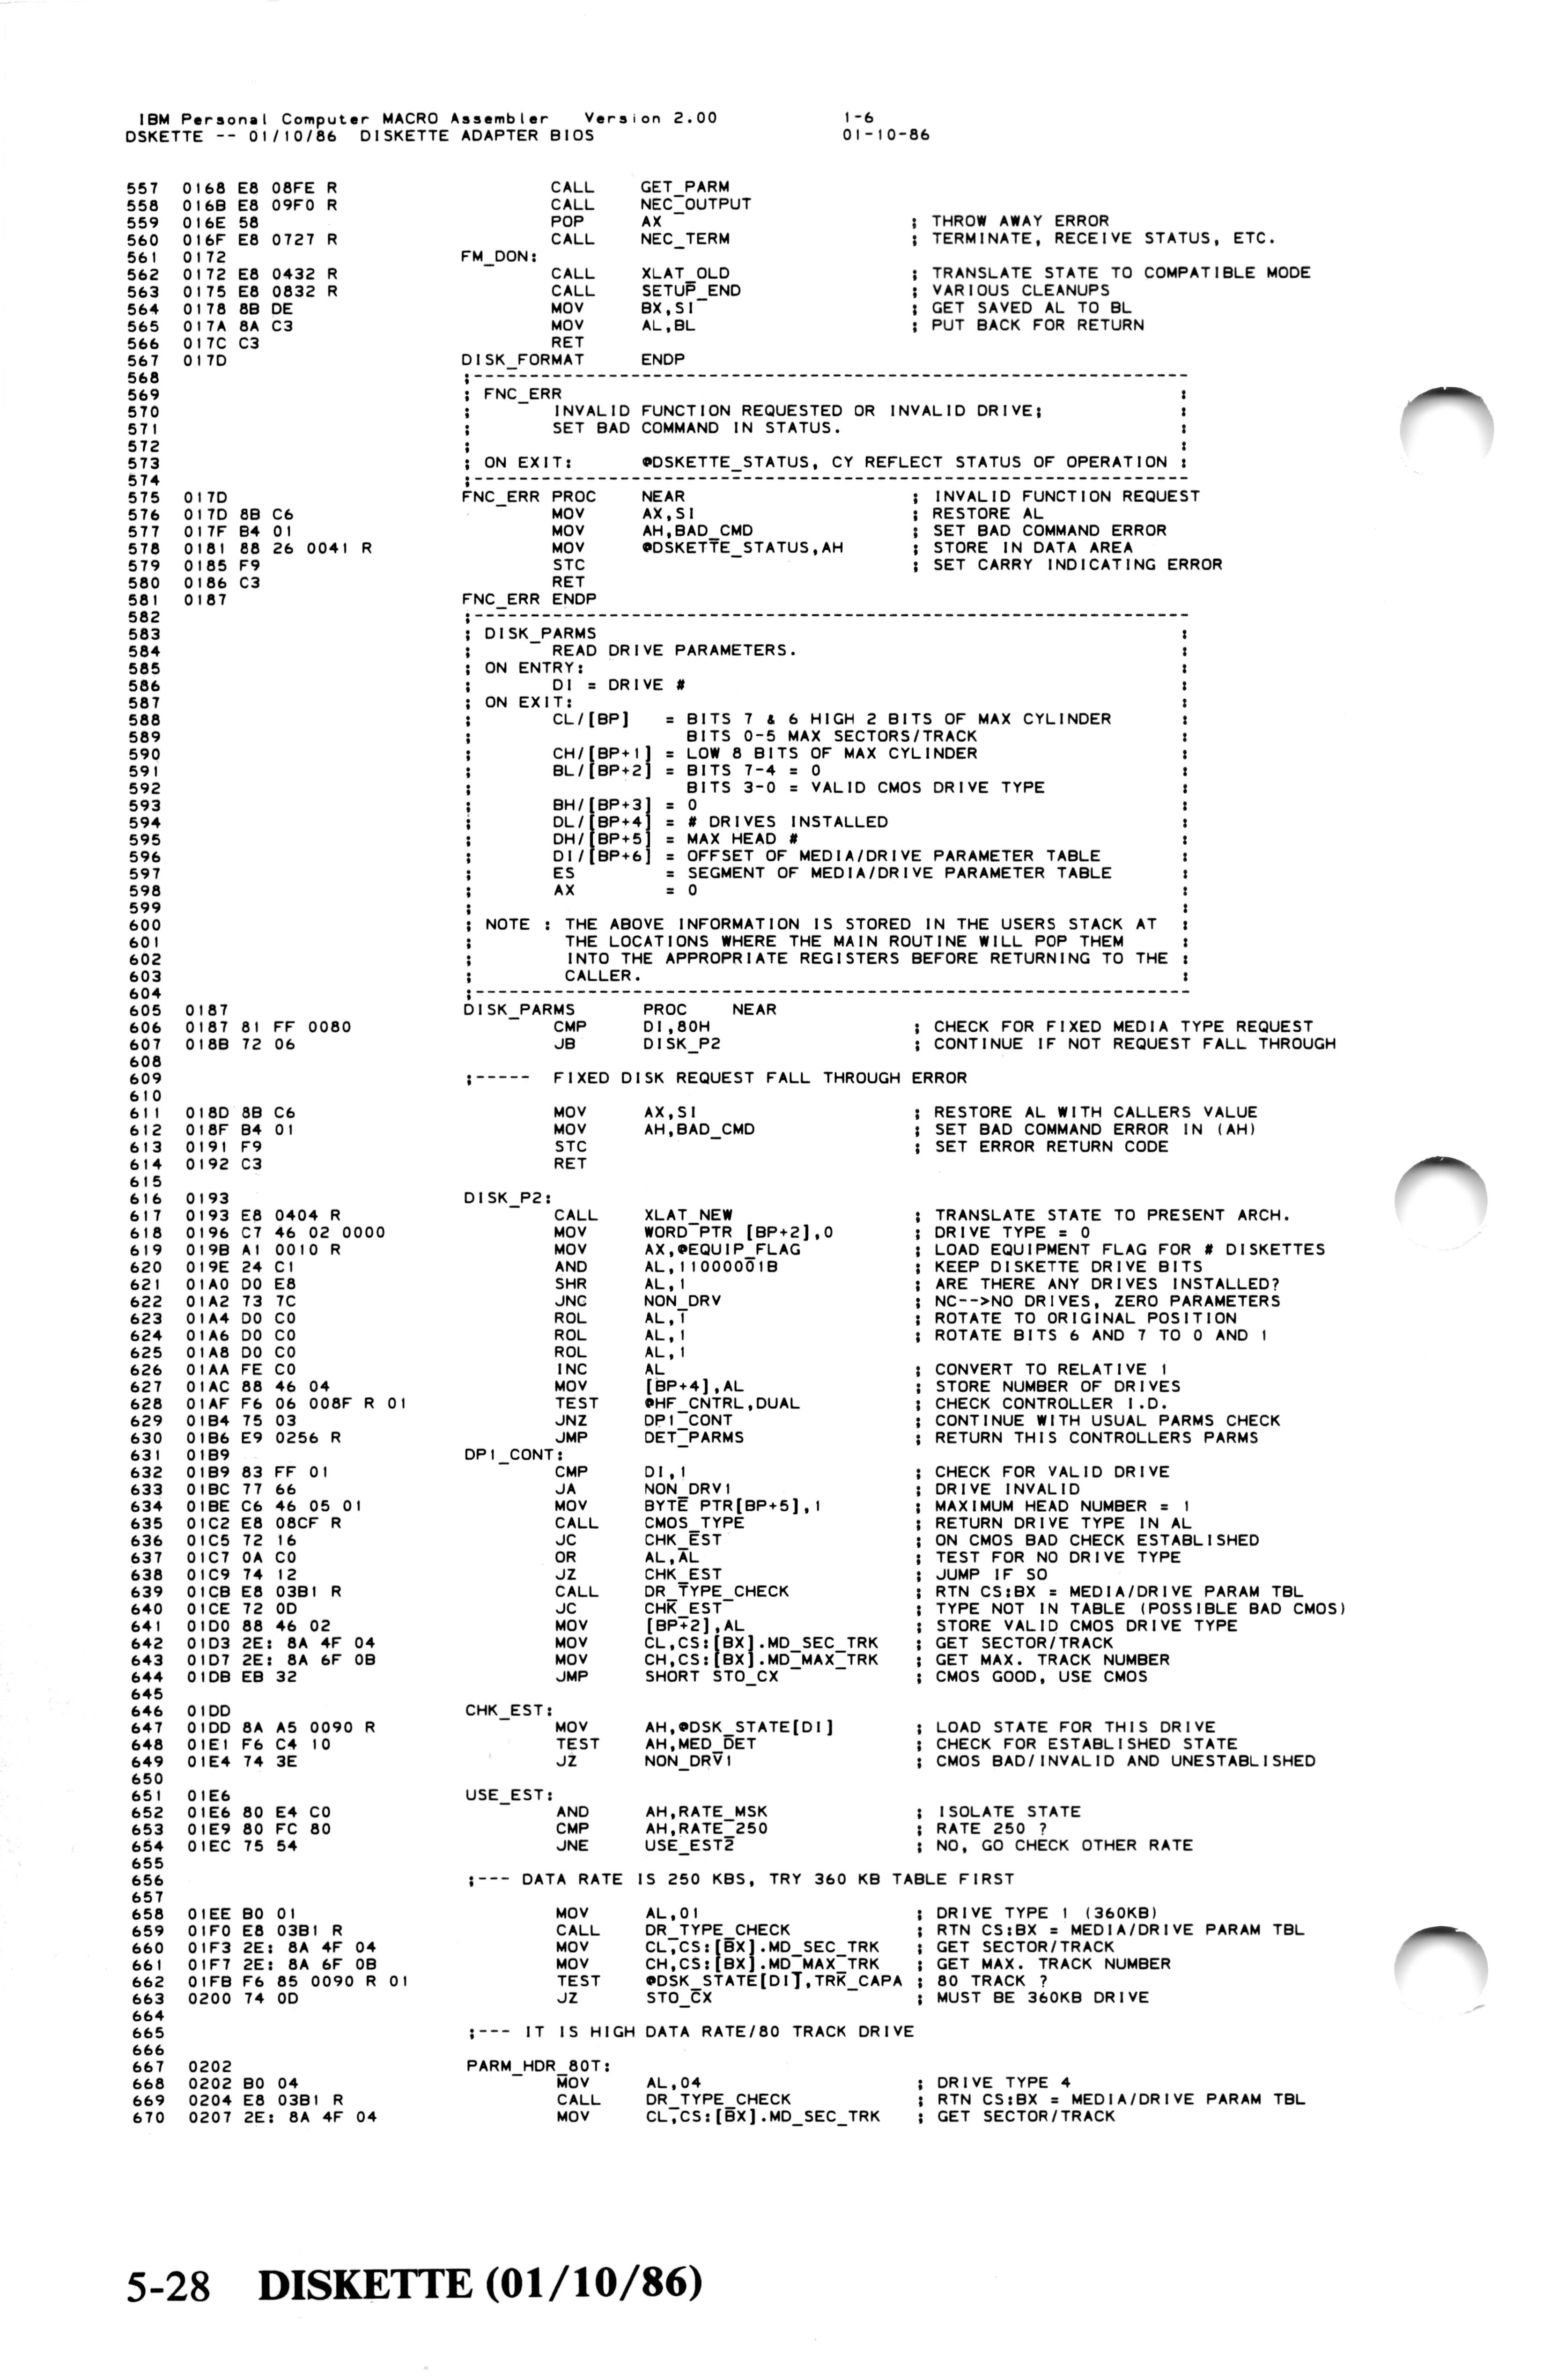 IBM Personal Computer MACRO Assembler   Version 2.00              1-6
DSKETTE -- 01/10/86  DISKETTE ADAPTER BIOS                        01-10-86
557  0168 E8 08FE R                  CALL    GET_PARM
558  016B E8 09F0 R                  CALL    NEC_OUTPUT
559  016E 58                         POP     AX                      ; THROW AWAY ERROR
560  016F E8 0727 R                  CALL    NEC_TERM                ; TERMINATE, RECEIVE STATUS, ETC.
561  0172                    FM_DON:
562  0172 E8 0432 R                  CALL    XLAT_OLD                ; TRANSLATE STATE TO COMPATIBLE MODE
563  0175 E8 0832 R                  CALL    SETUP_END               ; VARIOUS CLEANUPS
564  0178 8B DE                      MOV     BX,SI                   ; GET SAVED AL TO BL
565  017A 8A C3                      MOV     AL,BL                   ; PUT BACK FOR RETURN
566  017C C3                         RET
567  017D                    DISK_FORMAT     ENDP
568                          ;-------------------------------------------------------------------
569                          ; FNC_ERR                                                          :
570                          ;       INVALID FUNCTION REQUESTED OR INVALID DRIVE;               :
571                          ;       SET BAD COMMAND IN STATUS.                                 :
572                          ;                                                                  :
573                          ; ON EXIT:      @DSKETTE_STATUS, CY REFLECT STATUS OF OPERATION    :
574                          ;-------------------------------------------------------------------
575  017D                    FNC_ERR PROC    NEAR                    ; INVALID FUNCTION REQUEST
576  017D 8B C6                      MOV     AX,SI                   ; RESTORE AL
577  017F B4 01                      MOV     AH,BAD_CMD              ; SET BAD COMMAND ERROR
578  0181 88 26 0041 R               MOV     @DSKETTE_STATUS,AH      ; STORE IN DATA AREA
579  0185 F9                         STC                             ; SET CARRY INDICATING ERROR
580  0186 C3                         RET
581  0187                    FNC_ERR ENDP
582                          ;-------------------------------------------------------------------
583                          ; DISK_PARMS                                                       :
584                          ;       READ DRIVE PARAMETERS.                                     :
585                          ; ON ENTRY:                                                        :
586                          ;       DI = DRIVE #                                               :
587                          ; ON EXIT:                                                         :
588                          ;       CL/[BP]   = BITS 7 & 6 HIGH 2 BITS OF MAX CYLINDER         :
589                          ;                   BITS 0-5 MAX SECTORS/TRACK                     :
590                          ;       CH/[BP+1] = LOW 8 BITS OF MAX CYLINDER                     :
591                          ;       BL/[BP+2] = BITS 7-4 = 0                                   :
592                          ;                   BITS 3-0 = VALID CMOS DRIVE TYPE               :
593                          ;       BH/[BP+3] = 0                                              :
594                          ;       DL/[BP+4] = # DRIVES INSTALLED                             :
595                          ;       DH/[BP+5] = MAX HEAD #                                     :
596                          ;       DI/[BP+6] = OFFSET OF MEDIA/DRIVE PARAMETER TABLE          :
597                          ;       ES        = SEGMENT OF MEDIA/DRIVE PARAMETER TABLE         :
598                          ;       AX        = 0                                              :
599                          ;                                                                  :
600                          ; NOTE : THE ABOVE INFORMATION IS STORED IN THE USERS STACK AT     :
601                          ;        THE LOCATIONS WHERE THE MAIN ROUTINE WILL POP THEM        :
602                          ;        INTO THE APPROPRIATE REGISTERS BEFORE RETURNING TO THE    :
603                          ;        CALLER.                                                   :
604                          ;-------------------------------------------------------------------
605  0187                    DISK_PARMS      PROC    NEAR
606  0187 81 FF 0080                 CMP     DI,80H                  ; CHECK FOR FIXED MEDIA TYPE REQUEST
607  018B 72 06                      JB      DISK_P2                 ; CONTINUE IF NOT REQUEST FALL THROUGH
608
609                          ;-----  FIXED DISK REQUEST FALL THROUGH ERROR
610
611  018D 8B C6                      MOV     AX,SI                   ; RESTORE AL WITH CALLERS VALUE
612  018F B4 01                      MOV     AH,BAD_CMD              ; SET BAD COMMAND ERROR IN (AH)
613  0191 F9                         STC                             ; SET ERROR RETURN CODE
614  0192 C3                         RET
615
616  0193                    DISK_P2:
617  0193 E8 0404 R                  CALL    XLAT_NEW                ; TRANSLATE STATE TO PRESENT ARCH.
618  0196 C7 46 02 0000              MOV     WORD PTR [BP+2],0       ; DRIVE TYPE = 0
619  019B A1 0010 R                  MOV     AX,@EQUIP_FLAG          ; LOAD EQUIPMENT FLAG FOR # DISKETTES
620  019E 24 C1                      AND     AL,11000001B            ; KEEP DISKETTE DRIVE BITS
621  01A0 D0 E8                      SHR     AL,1                    ; ARE THERE ANY DRIVES INSTALLED?
622  01A2 73 7C                      JNC     NON_DRV                 ; NC-->NO DRIVES, ZERO PARAMETERS
623  01A4 D0 C0                      ROL     AL,1                    ; ROTATE TO ORIGINAL POSITION
624  01A6 D0 C0                      ROL     AL,1                    ; ROTATE BITS 6 AND 7 TO 0 AND 1
625  01A8 D0 C0                      ROL     AL,1
626  01AA FE C0                      INC     AL                      ; CONVERT TO RELATIVE 1
627  01AC 88 46 04                   MOV     [BP+4],AL               ; STORE NUMBER OF DRIVES
628  01AF F6 06 008F R 01            TEST    @HF_CNTRL,DUAL          ; CHECK CONTROLLER I.D.
629  01B4 75 03                      JNZ     DP1_CONT                ; CONTINUE WITH USUAL PARMS CHECK
630  01B6 E9 0256 R                  JMP     DET_PARMS               ; RETURN THIS CONTROLLERS PARMS
631  01B9                    DP1_CONT:
632  01B9 83 FF 01                   CMP     DI,1                    ; CHECK FOR VALID DRIVE
633  01BC 77 66                      JA      NON_DRV1                ; DRIVE INVALID
634  01BE C6 46 05 01                MOV     BYTE PTR[BP+5],1        ; MAXIMUM HEAD NUMBER = 1
635  01C2 E8 08CF R                  CALL    CMOS_TYPE               ; RETURN DRIVE TYPE IN AL
636  01C5 72 16                      JC      CHK_EST                 ; ON CMOS BAD CHECK ESTABLISHED
637  01C7 0A C0                      OR      AL,AL                   ; TEST FOR NO DRIVE TYPE
638  01C9 74 12                      JZ      CHK_EST                 ; JUMP IF SO
639  01CB E8 03B1 R                  CALL    DR_TYPE_CHECK           ; RTN CS:BX = MEDIA/DRIVE PARAM TBL
640  01CE 72 0D                      JC      CHK_EST                 ; TYPE NOT IN TABLE (POSSIBLE BAD CMOS)
641  01D0 88 46 02                   MOV     [BP+2],AL               ; STORE VALID CMOS DRIVE TYPE
642  01D3 2E: 8A 4F 04               MOV     CL,CS:[BX].MD_SEC_TRK   ; GET SECTOR/TRACK
643  01D7 2E: 8A 6F 0B               MOV     CH,CS:[BX].MD_MAX_TRK   ; GET MAX. TRACK NUMBER
644  01DB EB 32                      JMP     SHORT STO_CX            ; CMOS GOOD, USE CMOS
645
646  01DD                    CHK_EST:
647  01DD 8A A5 0090 R               MOV     AH,@DSK_STATE[DI]       ; LOAD STATE FOR THIS DRIVE
648  01E1 F6 C4 10                   TEST    AH,MED_DET              ; CHECK FOR ESTABLISHED STATE
649  01E4 74 3E                      JZ      NON_DRV1                ; CMOS BAD/INVALID AND UNESTABLISHED
650
651  01E6                    USE_EST:
652  01E6 80 E4 C0                   AND     AH,RATE_MSK             ; ISOLATE STATE
653  01E9 80 FC 80                   CMP     AH,RATE_250             ; RATE 250 ?
654  01EC 75 54                      JNE     USE_EST2                ; NO, GO CHECK OTHER RATE
655
656                          ;--- DATA RATE IS 250 KBS, TRY 360 KB TABLE FIRST
657
658  01EE B0 01                      MOV     AL,01                   ; DRIVE TYPE 1 (360KB)
659  01F0 E8 03B1 R                  CALL    DR_TYPE_CHECK           ; RTN CS:BX = MEDIA/DRIVE PARAM TBL
660  01F3 2E: 8A 4F 04               MOV     CL,CS:[BX].MD_SEC_TRK   ; GET SECTOR/TRACK
661  01F7 2E: 8A 6F 0B               MOV     CH,CS:[BX].MD_MAX_TRK   ; GET MAX. TRACK NUMBER
662  01FB F6 85 0090 R 01            TEST    @DSK_STATE[DI],TRK_CAPA ; 80 TRACK ?
663  0200 74 0D                      JZ      STO_CX                  ; MUST BE 360KB DRIVE
664
665                          ;--- IT IS HIGH DATA RATE/80 TRACK DRIVE
666
667  0202                    PARM_HDR_80T:
668  0202 B0 04                      MOV     AL,04                   ; DRIVE TYPE 4
669  0204 E8 03B1 R                  CALL    DR_TYPE_CHECK           ; RTN CS:BX = MEDIA/DRIVE PARAM TBL
670  0207 2E: 8A 4F 04               MOV     CL,CS:[BX].MD_SEC_TRK   ; GET SECTOR/TRACK
5-28   DISKETTE (01/10/86)